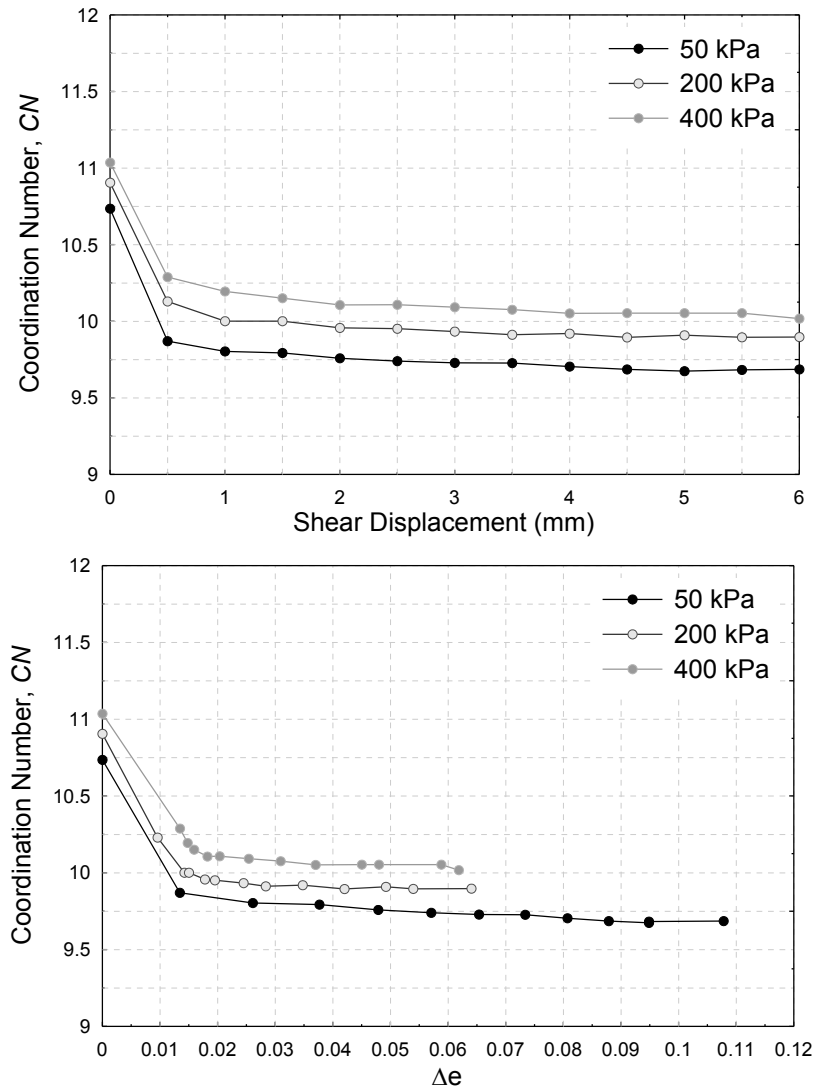 12
11.5
11
10.5
10
9.5
9
Coordination Number, CN
50 kPa
200 kPa
400 kPa
0 1 2 3 4 5 6
Shear Displacement (mm)
12
11.5
11
10.5
10
9.5
9
Coordination Number, CN
50 kPa
200 kPa
400 kPa
0 0.01 0.02 0.03 0.04 0.05 0.06 0.07 0.08 0.09 0.1 0.11 0.12
Δe